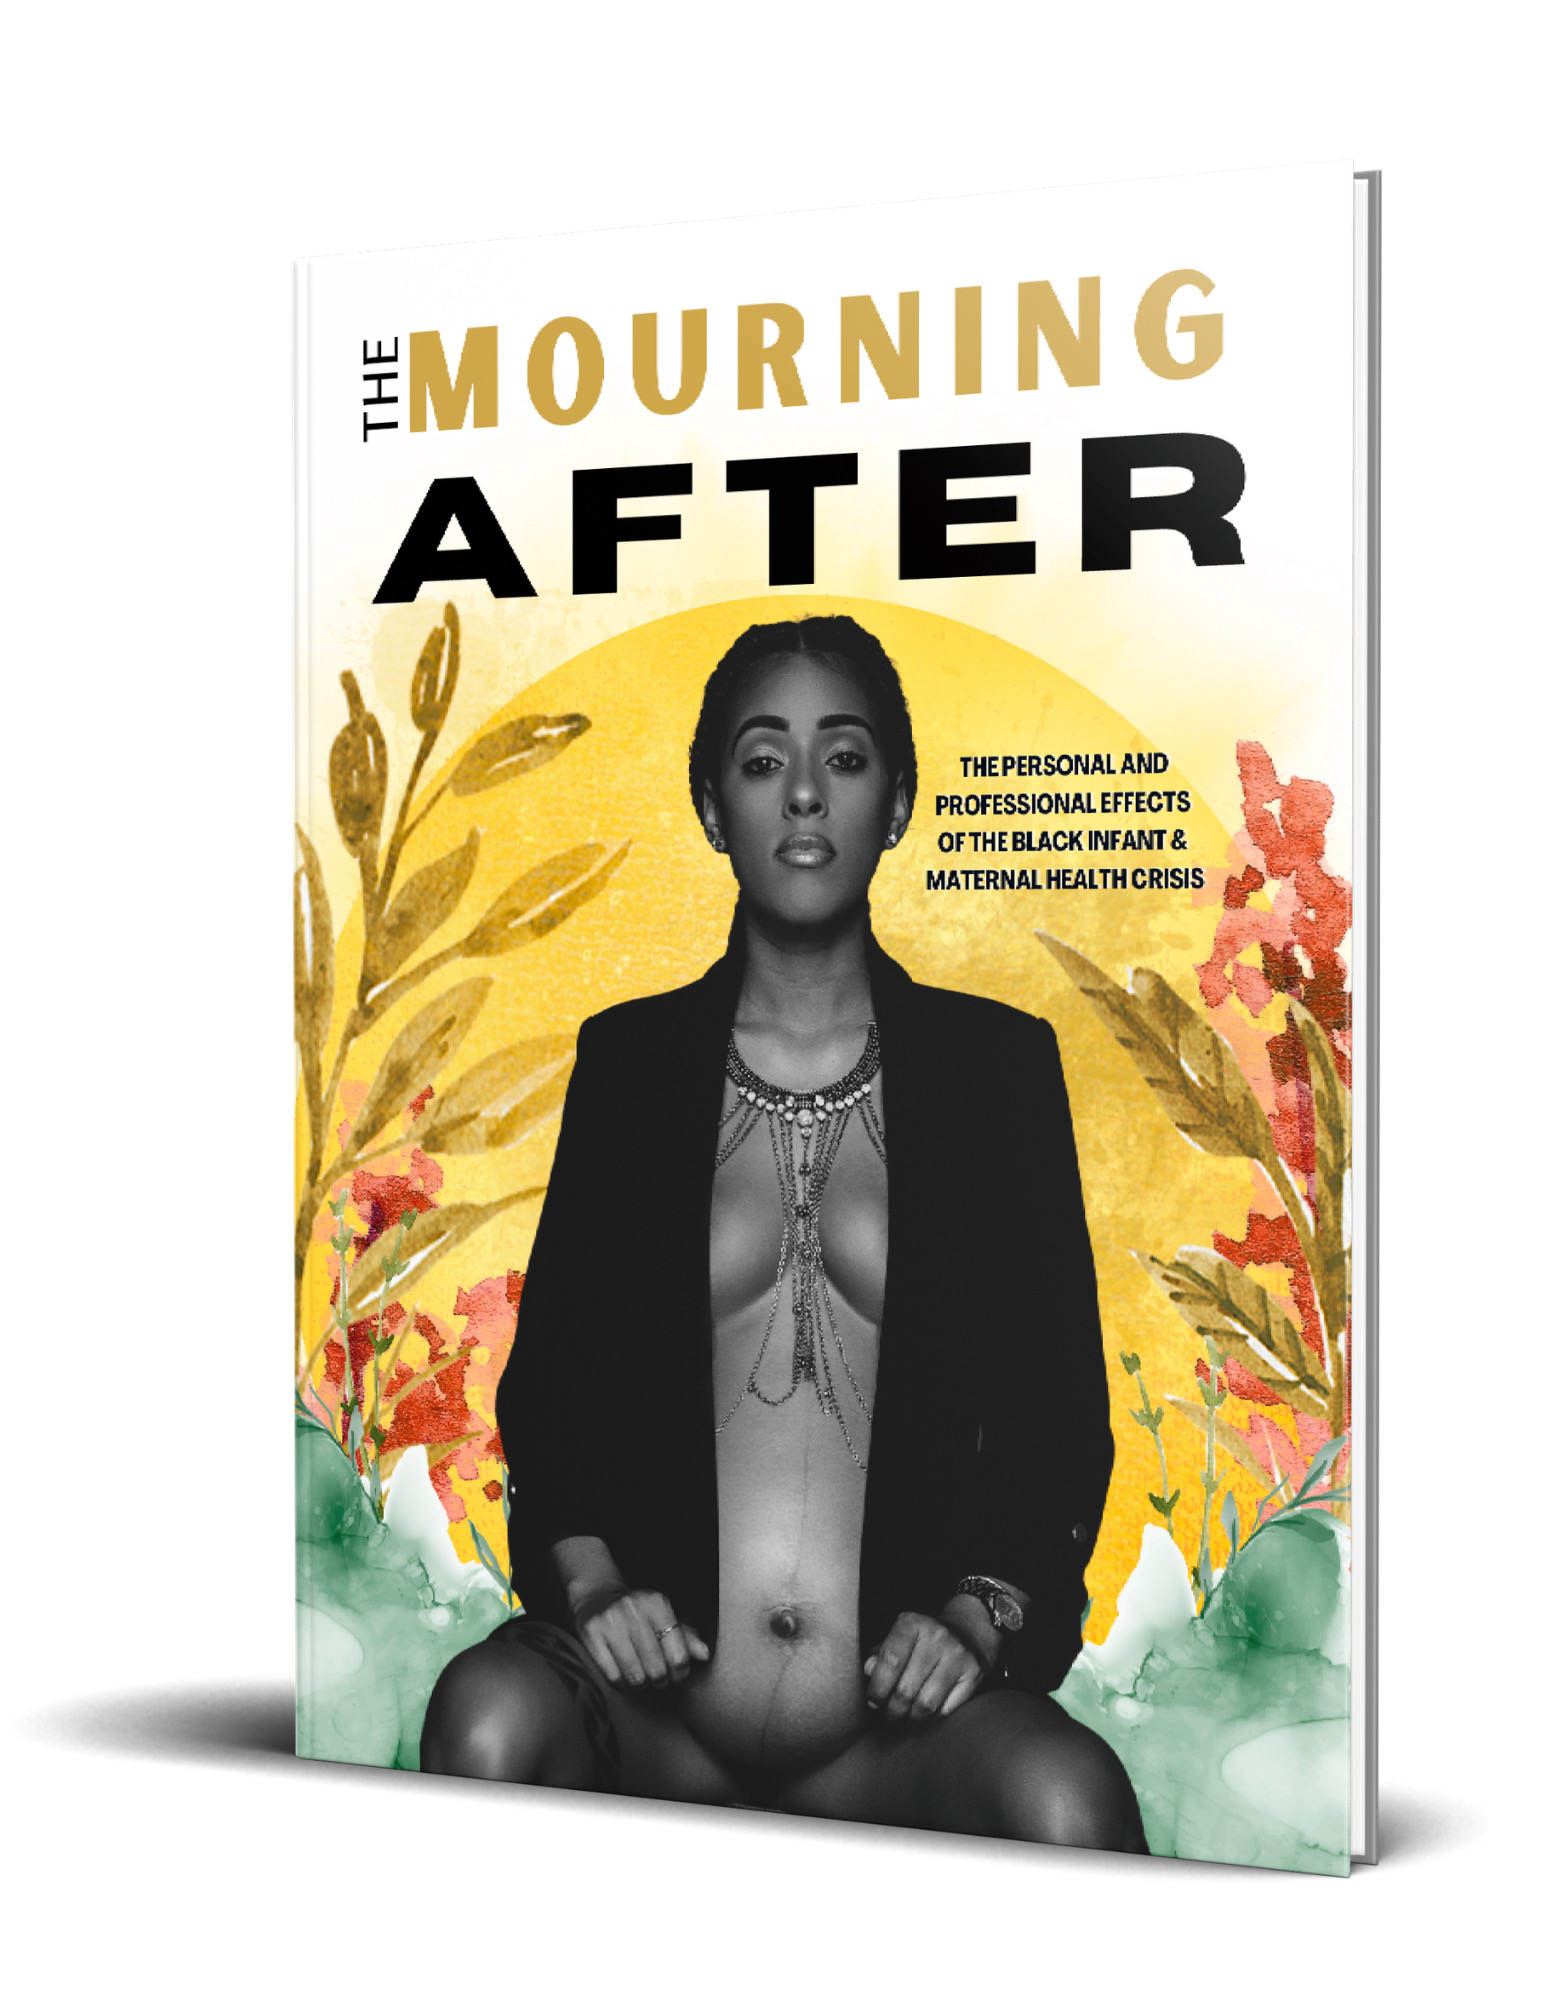 THE
MOURNING
AFTER
THE PERSONAL AND
PROFESSIONAL EFFECTS
OF THE BLACK INFANT &
MATERNAL HEALTH CRISIS